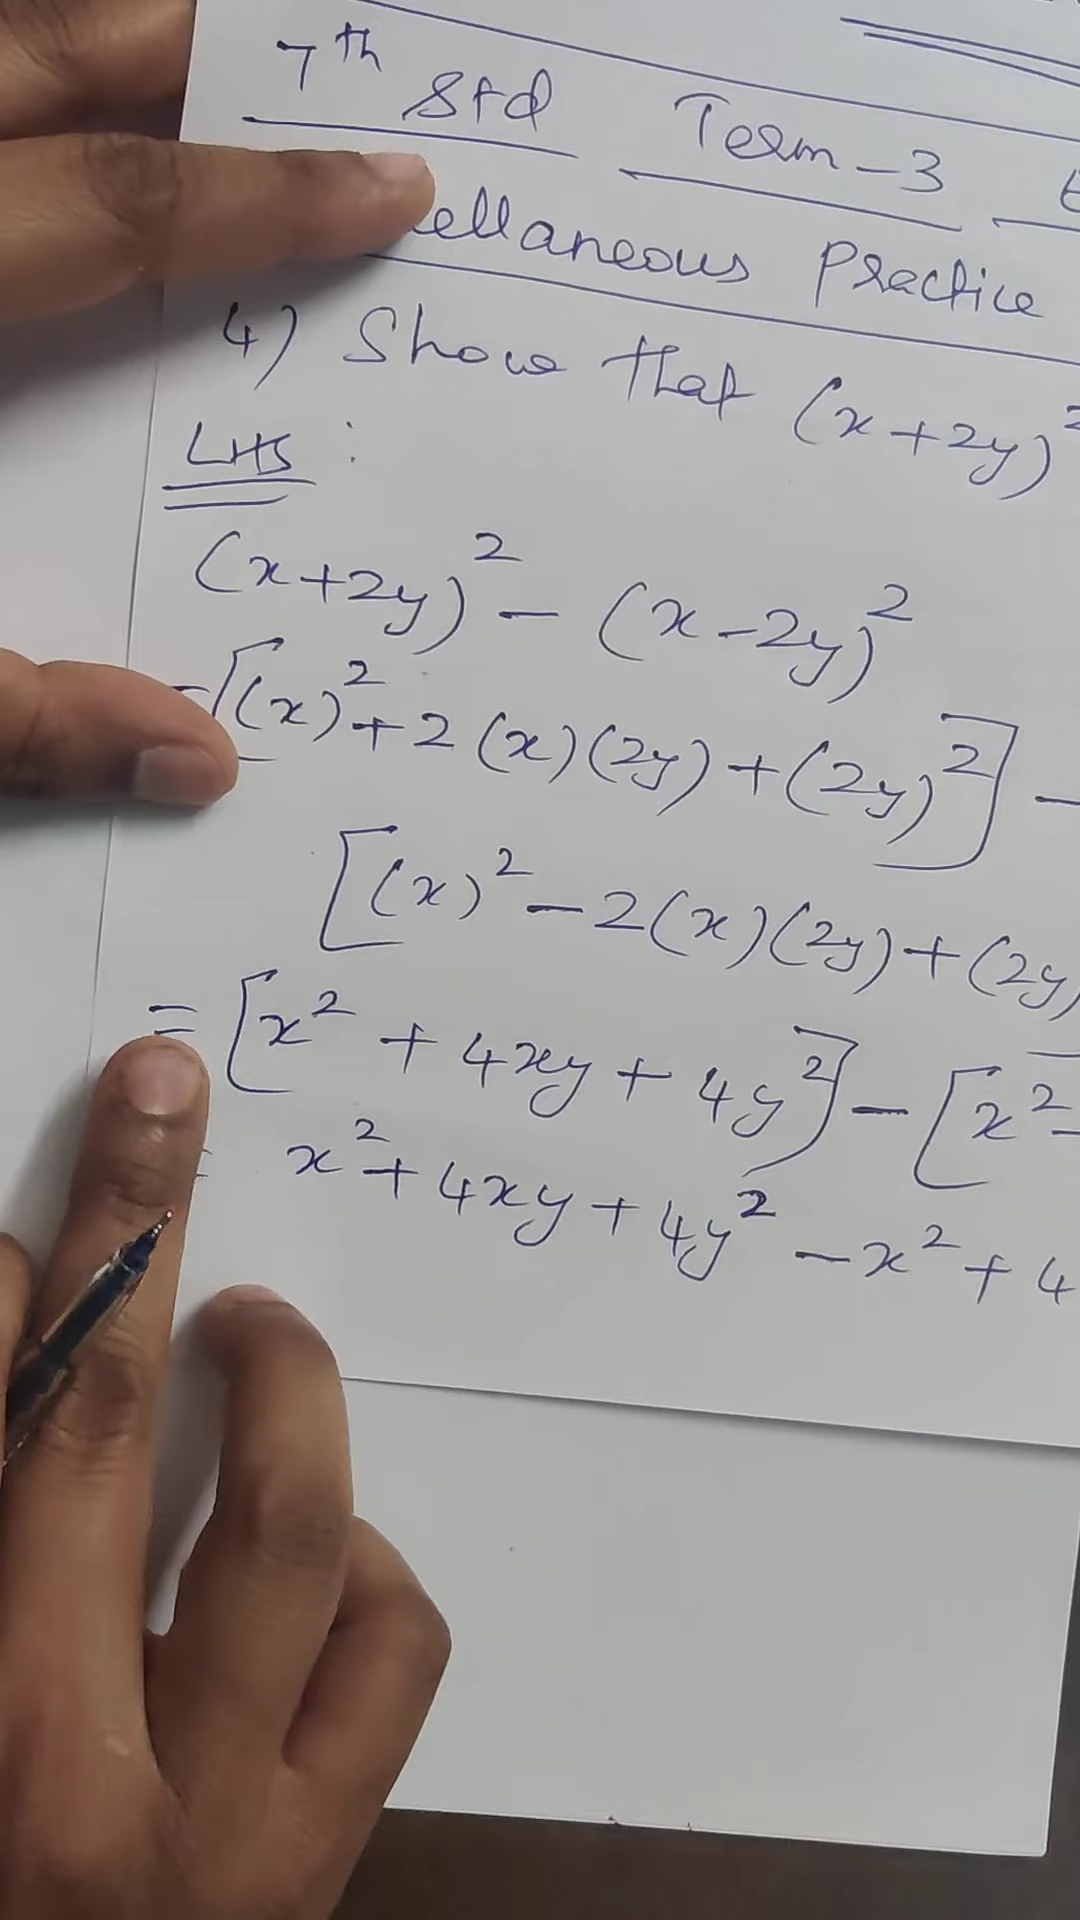 7th Std Term-3
ellaneous Practice
4) Show that (x+2y)²
LHS :
(x+2y)² - (x-2y)²
=[(x)²+2(x)(2y)+(2y)²] -
[(x)²-2(x)(2y)+(2y)
= [x² + 4xy + 4y²] - [x² -
= x²+4xy+4y² -x²+4